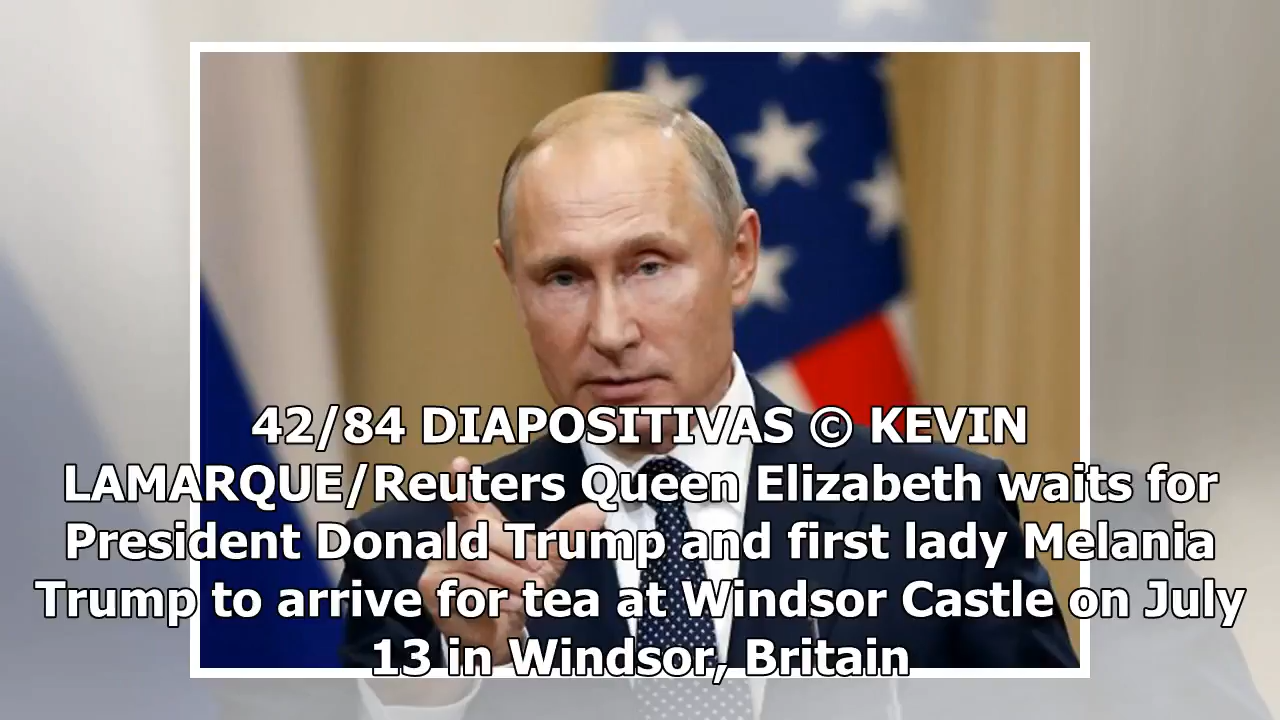 42/84 DIAPOSITIVAS © KEVIN
LAMARQUE/Reuters Queen Elizabeth waits for
President Donald Trump and first lady Melania
Trump to arrive for tea at Windsor Castle on July
13 in Windsor, Britain